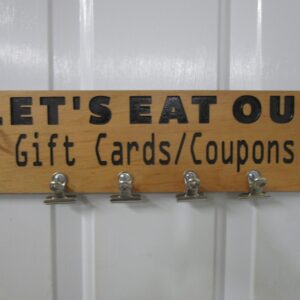 LET'S EAT OU
Gift Cards/Coupons